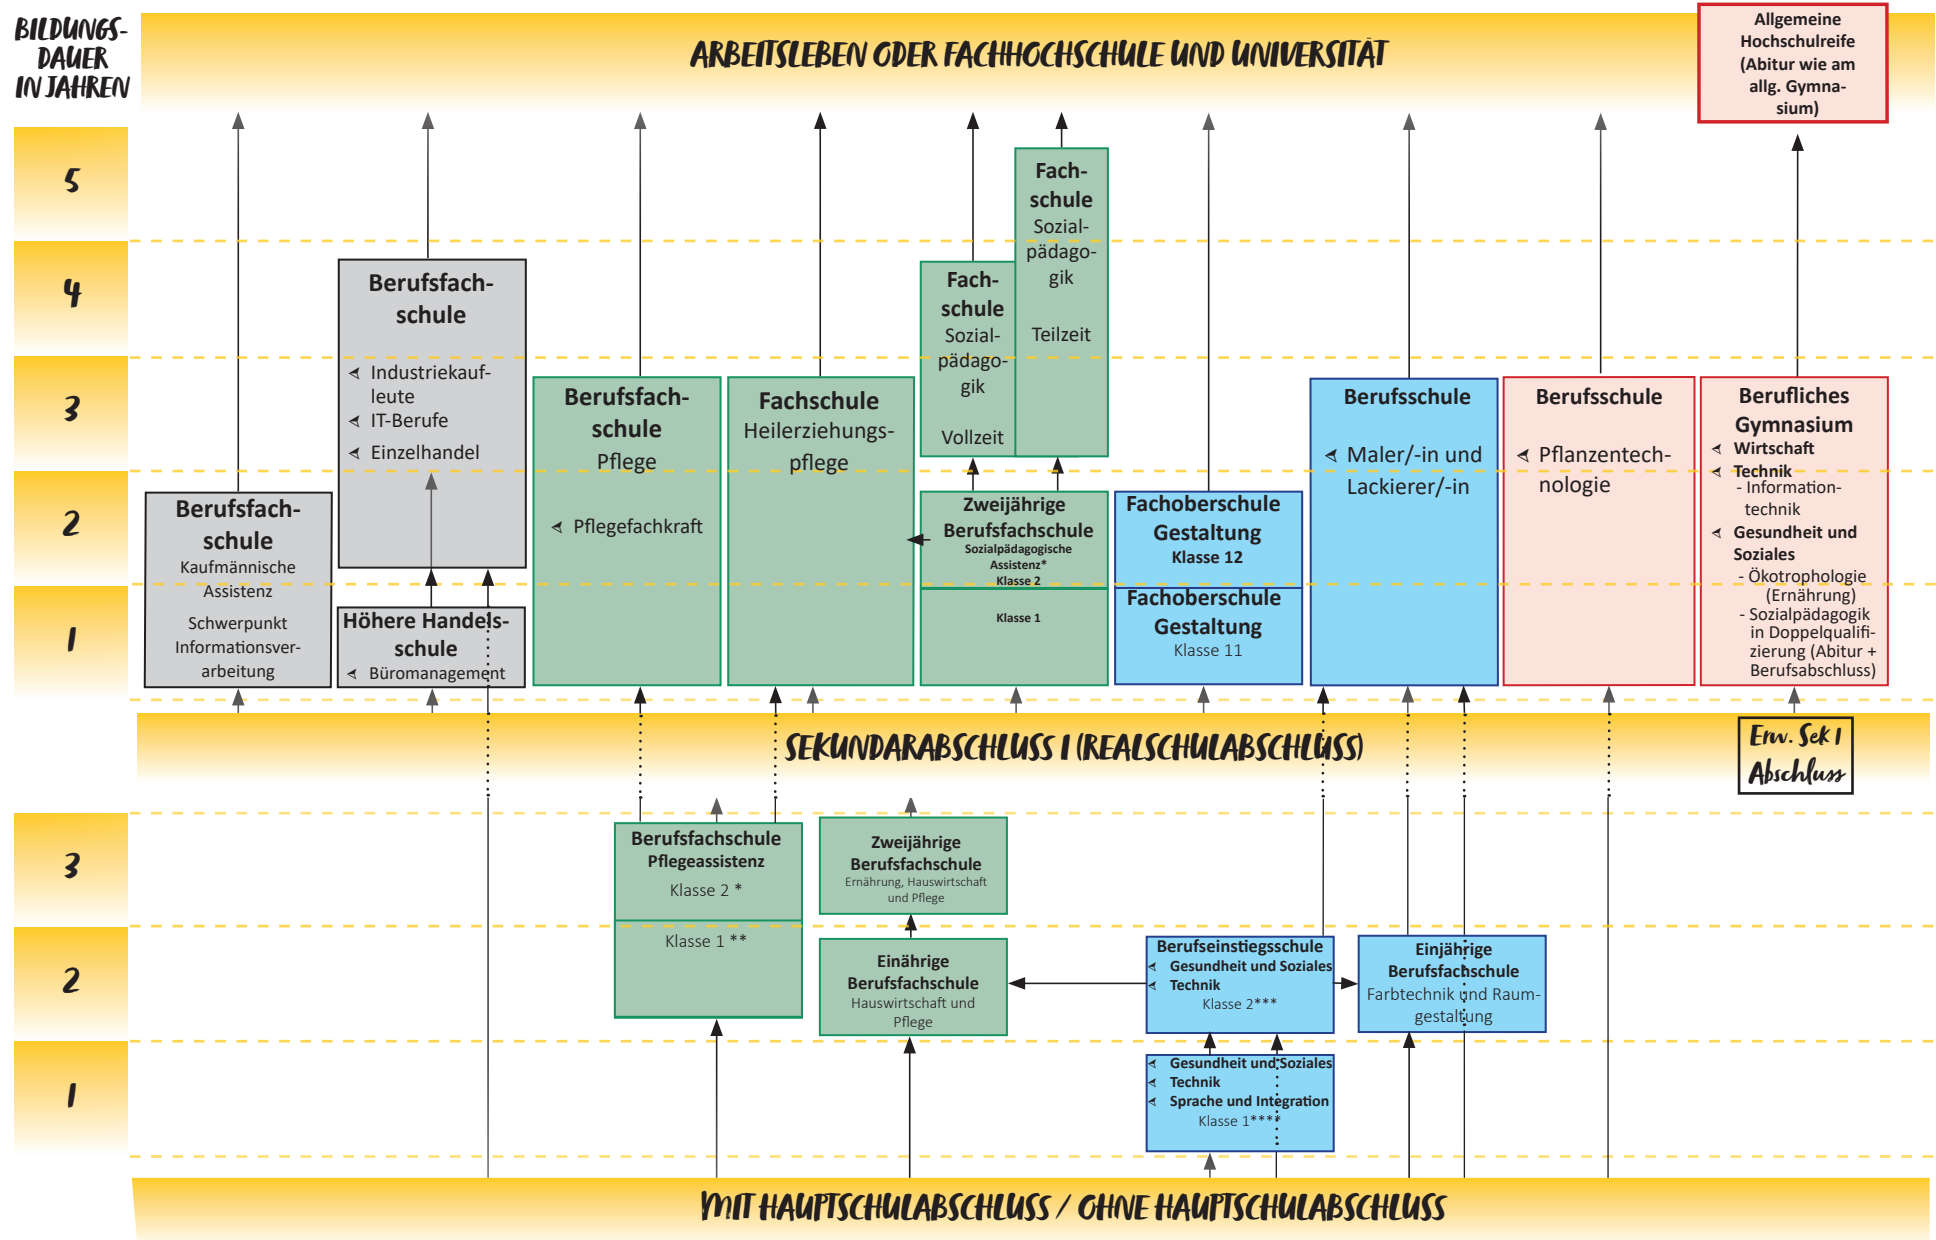 BILDUNGS-
DAUER
IN JAHREN
ARBEITSLEBEN ODER FACHHOCHSCHULE UND UNIVERSITÄT
Allgemeine
Hochschulreife
(Abitur wie am
allg. Gymna-
sium)
5
4
3
2
1
Berufsfach-
schule
Kaufmännische
Assistenz
Schwerpunkt
Informationsver-
arbeitung
Berufsfach-
schule
Industriekauf-
leute
IT-Berufe
Einzelhandel
Höhere Handels-
schule
Büromanagement
Berufsfach-
schule
Pflege
Pflegefachkraft
Fachschule
Heilerziehungs-
pflege
Fach-
schule
Sozial-
pädago-
gik
Vollzeit
Fach-
schule
Sozial-
pädago-
gik
Teilzeit
Zweijährige
Berufsfachschule
Sozialpädagogische
Assistenz*
Klasse 2
Klasse 1
Fachoberschule
Gestaltung
Klasse 12
Fachoberschule
Gestaltung
Klasse 11
Berufsschule
Maler/-in und
Lackierer/-in
Berufsschule
Pflanzentech-
nologie
Berufliches
Gymnasium
Wirtschaft
Technik
- Information-
technik
Gesundheit und
Soziales
- Ökotrophologie
(Ernährung)
- Sozialpädagogik
in Doppelqualifi-
zierung (Abitur +
Berufsabschluss)
SEKUNDARABSCHLUSS I (REALSCHULABSCHLUSS)
Erw. Sek I
Abschluss
3
2
1
Berufsfachschule
Pflegeassistenz
Klasse 2 *
Klasse 1 **
Zweijährige
Berufsfachschule
Ernährung, Hauswirtschaft
und Pflege
Einährige
Berufsfachschule
Hauswirtschaft und
Pflege
Berufseinstiegsschule
Gesundheit und Soziales
Technik
Klasse 2***
Gesundheit und Soziales
Technik
Sprache und Integration
Klasse 1****
Einjährige
Berufsfachschule
Farbtechnik und Raum-
gestaltung
MIT HAUPTSCHULABSCHLUSS / OHNE HAUPTSCHULABSCHLUSS